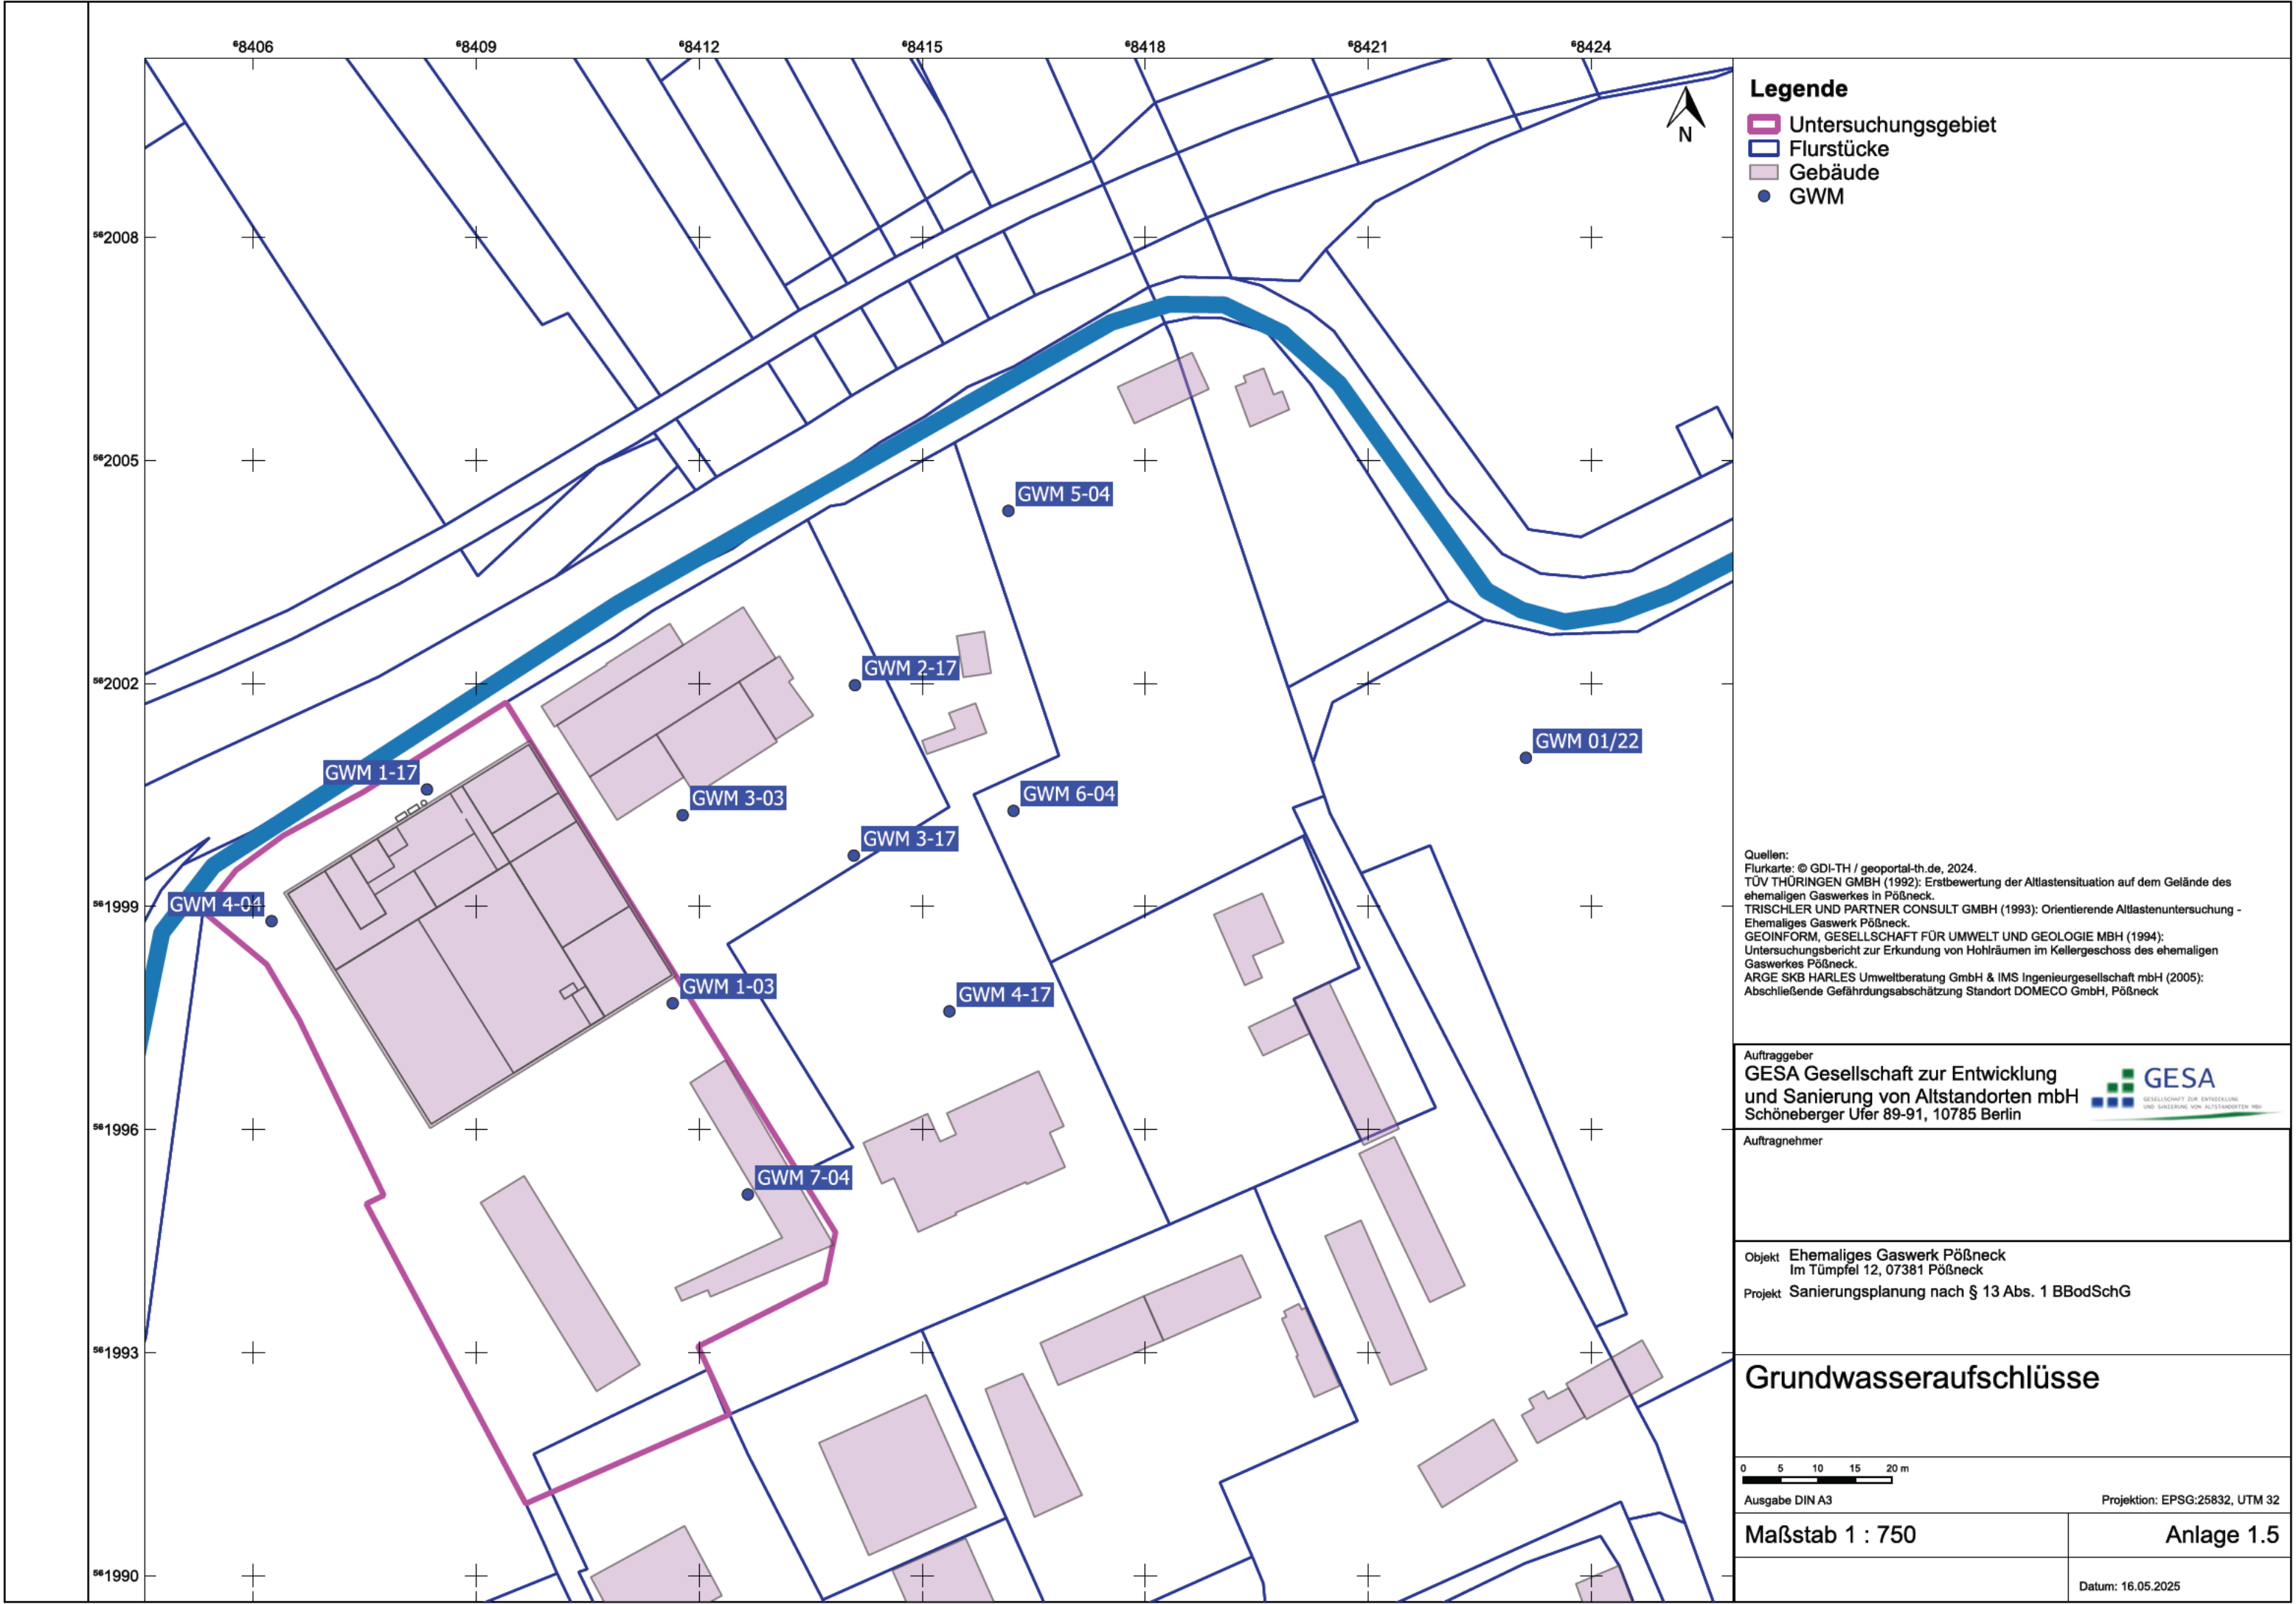 ⁶8406 ⁶8409 ⁶8412 ⁶8415 ⁶8418 ⁶8421 ⁶8424
⁵⁶2008
⁵⁶2005
⁵⁶2002
⁵⁶1999
⁵⁶1996
⁵⁶1993
⁵⁶1990
N
GWM 5-04
GWM 2-17
GWM 01/22
GWM 1-17
GWM 3-03
GWM 6-04
GWM 3-17
GWM 4-04
GWM 1-03
GWM 4-17
GWM 7-04
Legende
Untersuchungsgebiet
Flurstücke
Gebäude
GWM
Quellen:
Flurkarte: © GDI-TH / geoportal-th.de, 2024.
TÜV THÜRINGEN GMBH (1992): Erstbewertung der Altlastensituation auf dem Gelände des
ehemaligen Gaswerkes in Pößneck.
TRISCHLER UND PARTNER CONSULT GMBH (1993): Orientierende Altlastenuntersuchung -
Ehemaliges Gaswerk Pößneck.
GEOINFORM, GESELLSCHAFT FÜR UMWELT UND GEOLOGIE MBH (1994):
Untersuchungsbericht zur Erkundung von Hohlräumen im Kellergeschoss des ehemaligen
Gaswerkes Pößneck.
ARGE SKB HARLES Umweltberatung GmbH & IMS Ingenieurgesellschaft mbH (2005):
Abschließende Gefährdungsabschätzung Standort DOMECO GmbH, Pößneck
Auftraggeber
GESA Gesellschaft zur Entwicklung
und Sanierung von Altstandorten mbH
Schöneberger Ufer 89-91, 10785 Berlin
GESA
GESELLSCHAFT ZUR ENTWICKLUNG
UND SANIERUNG VON ALTSTANDORTEN MBH
Auftragnehmer
Objekt Ehemaliges Gaswerk Pößneck
Im Tümpfel 12, 07381 Pößneck
Projekt Sanierungsplanung nach § 13 Abs. 1 BBodSchG
Grundwasseraufschlüsse
0 5 10 15 20 m
Ausgabe DIN A3 Projektion: EPSG:25832, UTM 32
Maßstab 1 : 750 Anlage 1.5
Datum: 16.05.2025